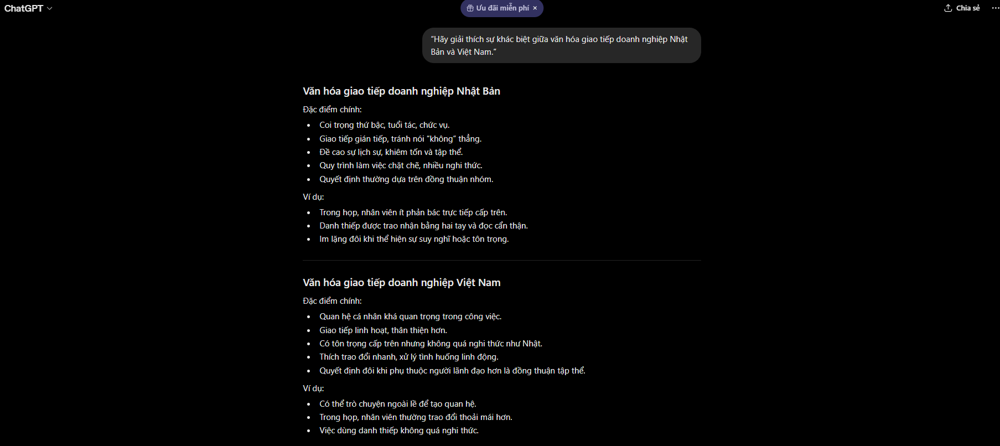 ChatGPT
Ưu đãi miễn phí ×
Chia sẻ
“Hãy giải thích sự khác biệt giữa văn hóa giao tiếp doanh nghiệp Nhật
Bản và Việt Nam.”
Văn hóa giao tiếp doanh nghiệp Nhật Bản
Đặc điểm chính:
• Coi trọng thứ bậc, tuổi tác, chức vụ.
• Giao tiếp gián tiếp, tránh nói “không” thẳng.
• Đề cao sự lịch sự, khiêm tốn và tập thể.
• Quy trình làm việc chặt chẽ, nhiều nghi thức.
• Quyết định thường dựa trên đồng thuận nhóm.
Ví dụ:
• Trong họp, nhân viên ít phản bác trực tiếp cấp trên.
• Danh thiếp được trao nhận bằng hai tay và đọc cẩn thận.
• Im lặng đôi khi thể hiện sự suy nghĩ hoặc tôn trọng.
Văn hóa giao tiếp doanh nghiệp Việt Nam
Đặc điểm chính:
• Quan hệ cá nhân khá quan trọng trong công việc.
• Giao tiếp linh hoạt, thân thiện hơn.
• Có tôn trọng cấp trên nhưng không quá nghi thức như Nhật.
• Thích trao đổi nhanh, xử lý tình huống linh động.
• Quyết định đôi khi phụ thuộc người lãnh đạo hơn là đồng thuận tập thể.
Ví dụ:
• Có thể trò chuyện ngoài lề để tạo quan hệ.
• Trong họp, nhân viên thường trao đổi thoải mái hơn.
• Việc dùng danh thiếp không quá nghi thức.